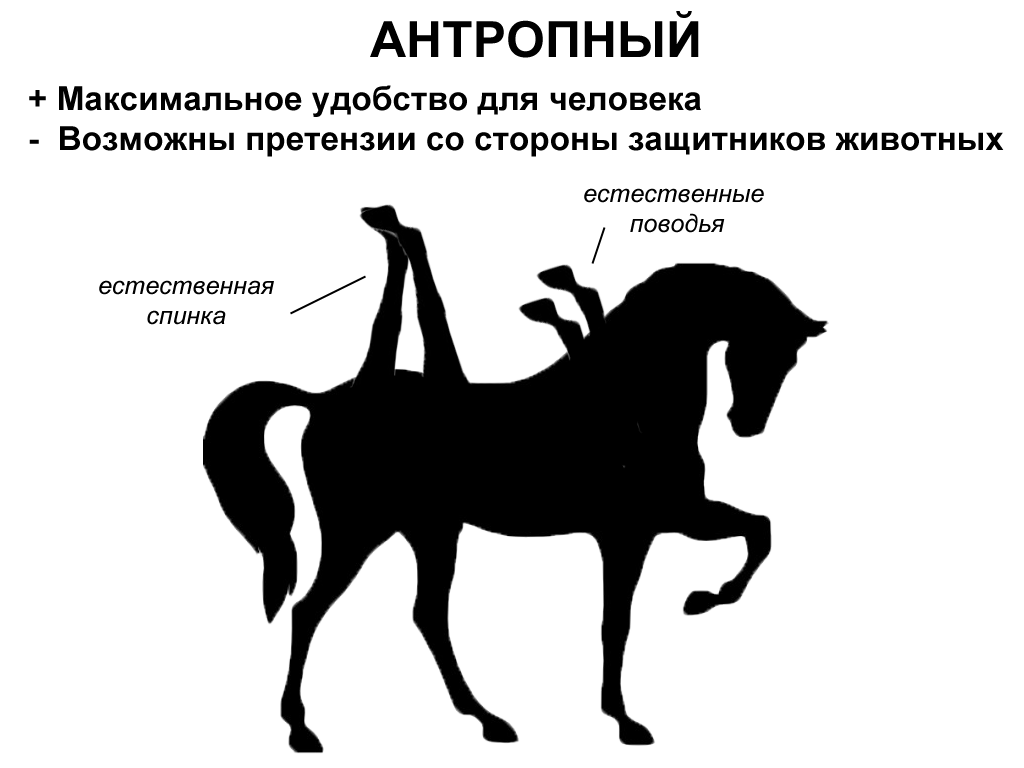 АНТРОПНЫЙ
+ Максимальное удобство для человека
- Возможны претензии со стороны защитников животных
естественные
поводья
естественная
спинка